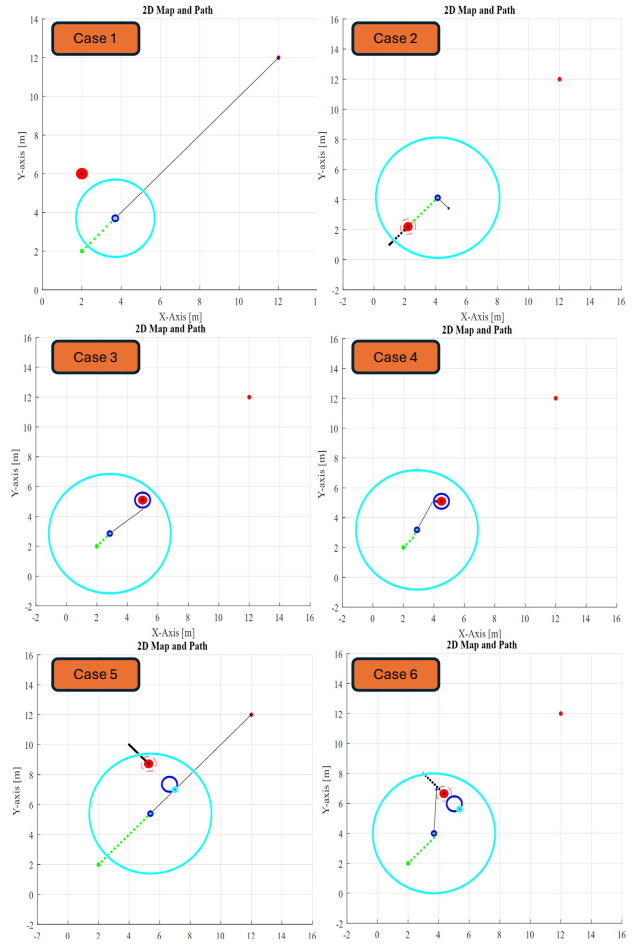 2D Map and Path
Case 1
Y-axis [m]
14
12
10
8
6
4
2
0
0 2 4 6 8 10 12 1
X-Axis [m]
2D Map and Path
Case 2
Y-axis [m]
16
14
12
10
8
6
4
2
0
-2
-2 0 2 4 6 8 10 12 14 16
X-Axis [m]
2D Map and Path
Case 3
Y-axis [m]
16
14
12
10
8
6
4
2
0
-2
-2 0 2 4 6 8 10 12 14 16
X-Axis [m]
2D Map and Path
Case 4
Y-axis [m]
16
14
12
10
8
6
4
2
0
-2
-2 0 2 4 6 8 10 12 14 16
X-Axis [m]
2D Map and Path
Case 5
Y-axis [m]
16
14
12
10
8
6
4
2
0
-2
-2 0 2 4 6 8 10 12 14 16
2D Map and Path
Case 6
Y-axis [m]
16
14
12
10
8
6
4
2
0
-2
-2 0 2 4 6 8 10 12 14 16